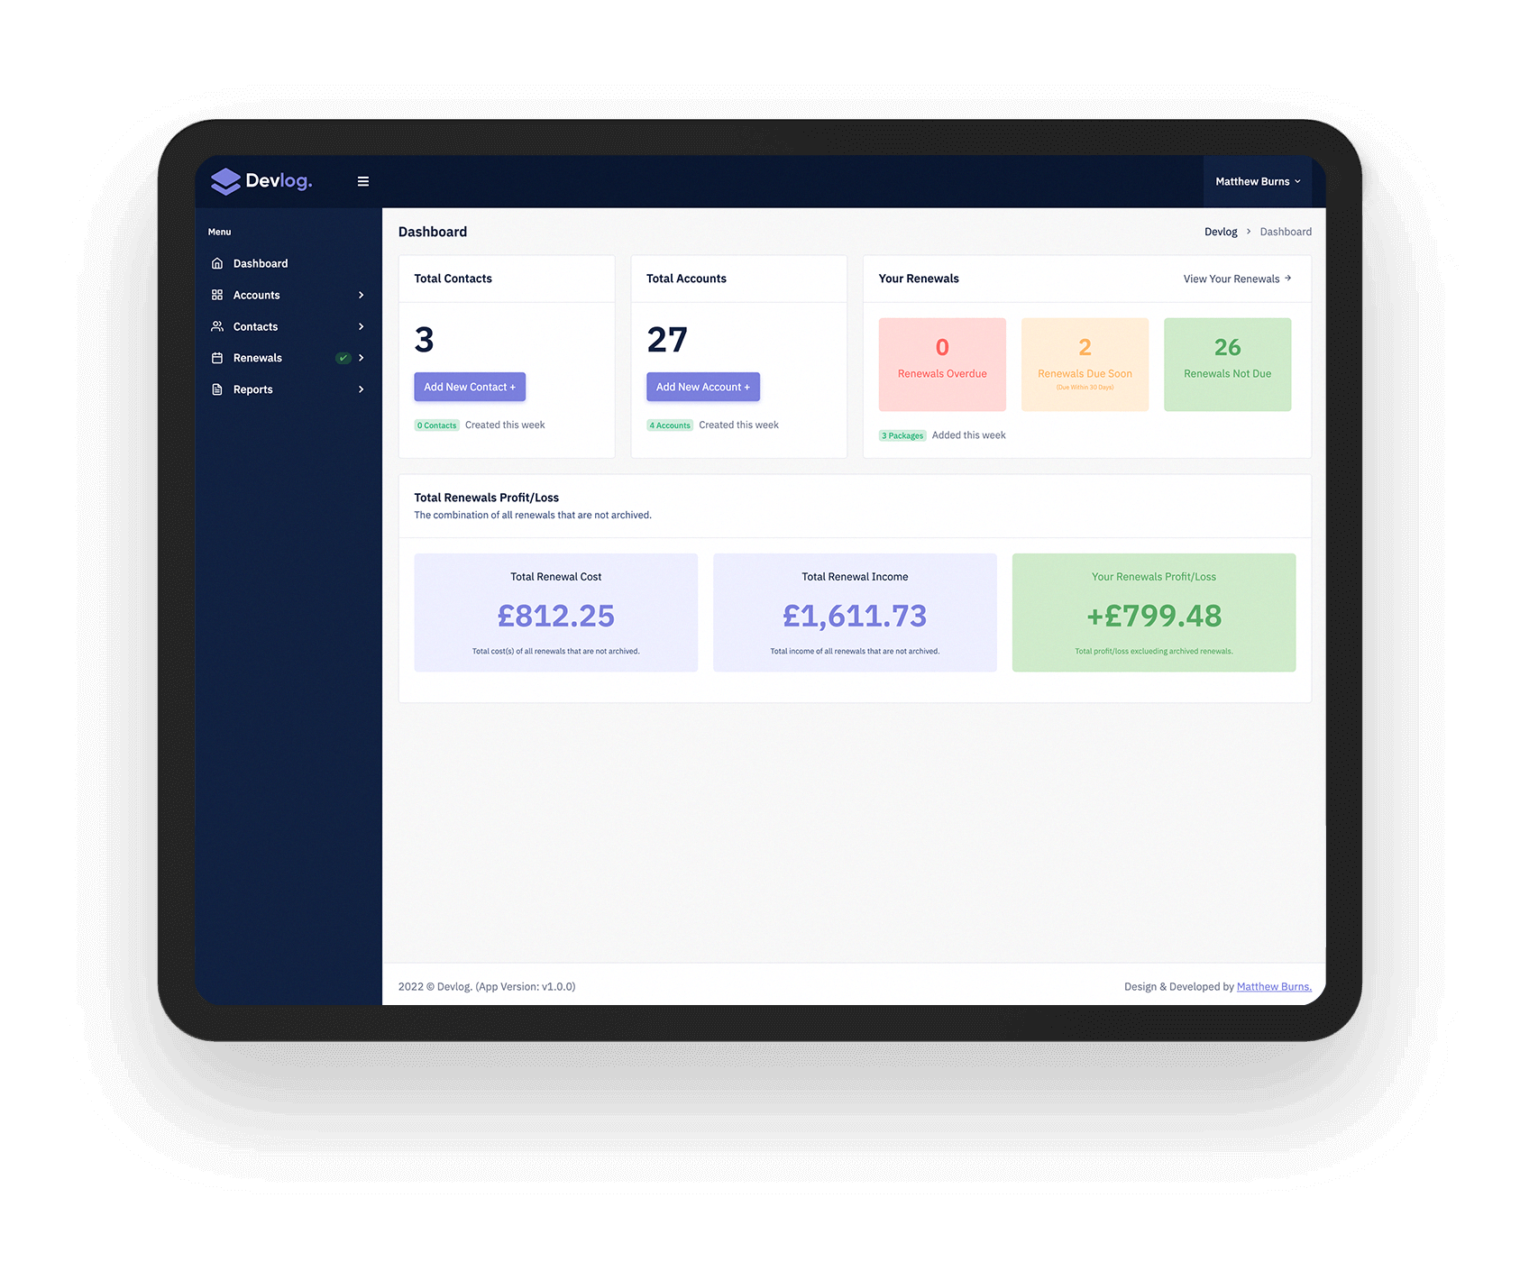 Devlog.
Matthew Burns
Menu
Dashboard
Accounts
Contacts
Renewals
Reports
Dashboard
Devlog > Dashboard
Total Contacts
3
Add New Contact +
0 Contacts Created this week
Total Accounts
27
Add New Account +
4 Accounts Created this week
Your Renewals
View Your Renewals →
0
Renewals Overdue
2
Renewals Due Soon
(Due Within 30 Days)
26
Renewals Not Due
3 Packages Added this week
Total Renewals Profit/Loss
The combination of all renewals that are not archived.
Total Renewal Cost
£812.25
Total cost(s) of all renewals that are not archived.
Total Renewal Income
£1,611.73
Total income of all renewals that are not archived.
Your Renewals Profit/Loss
+£799.48
Total profit/loss exclueding archived renewals.
2022 © Devlog. (App Version: v1.0.0)
Design & Developed by Matthew Burns.